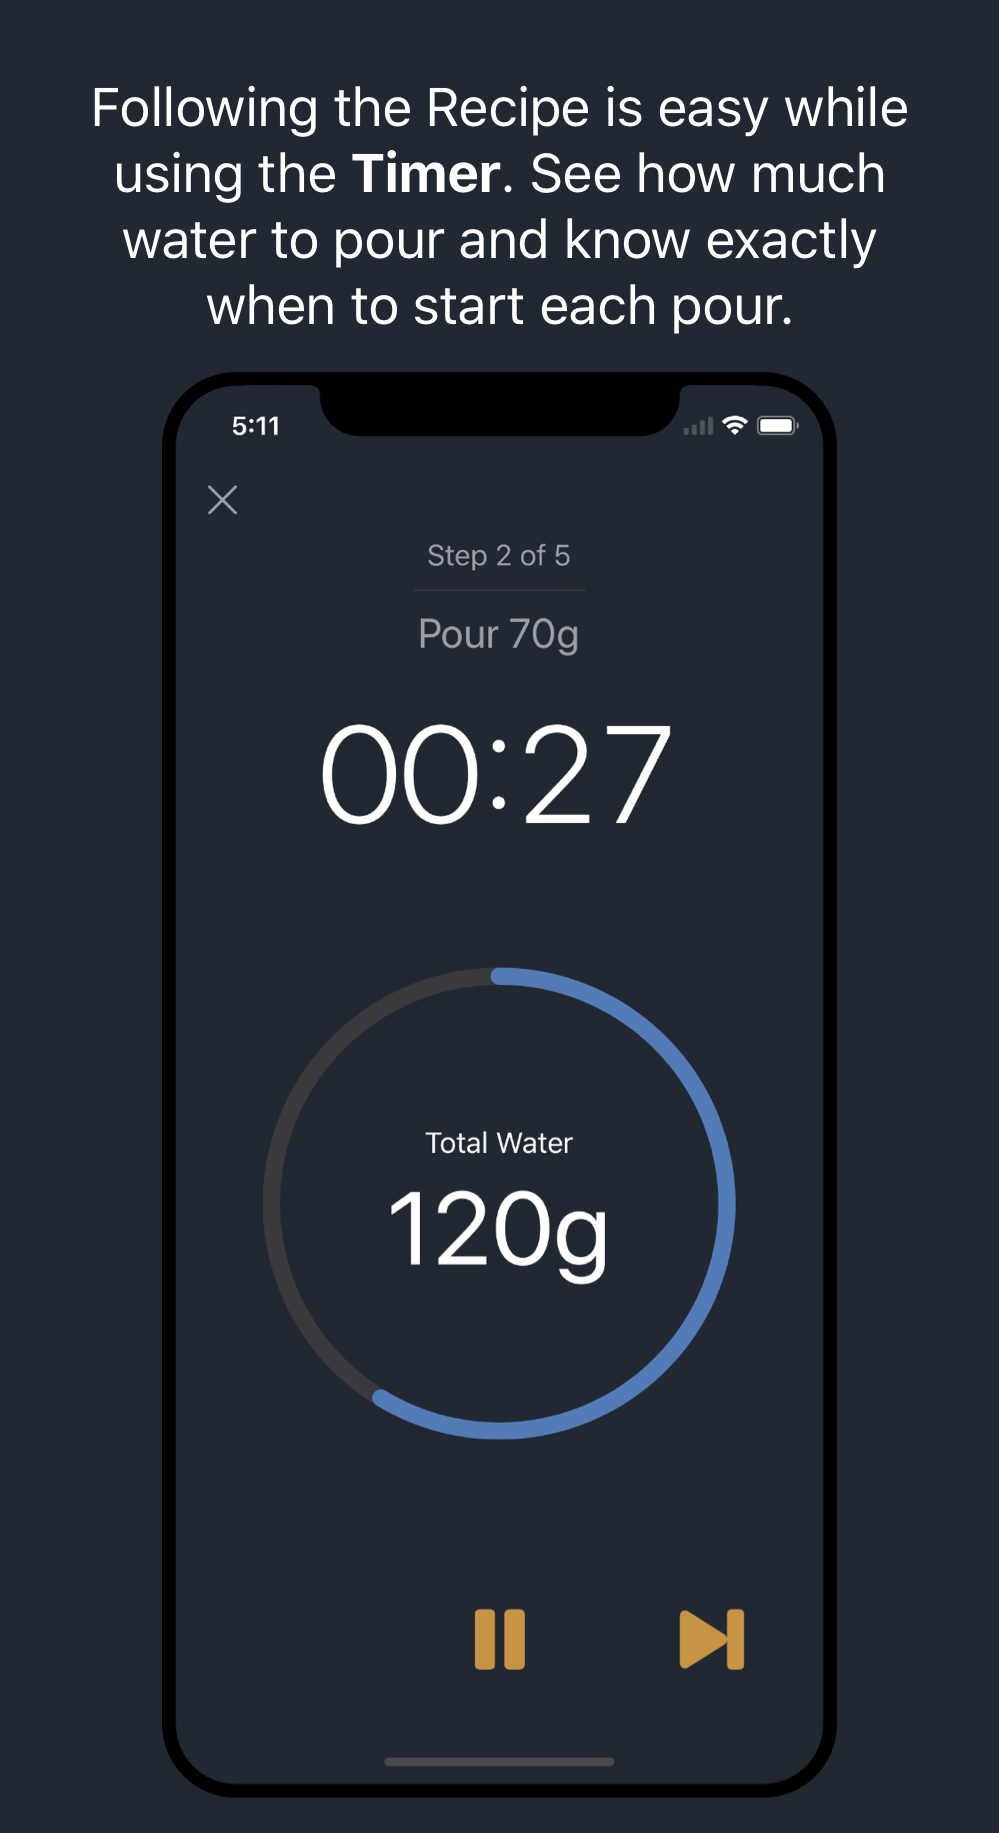 Following the Recipe is easy while
using the Timer. See how much
water to pour and know exactly
when to start each pour.
5:11
Step 2 of 5
Pour 70g
00:27
Total Water
120g